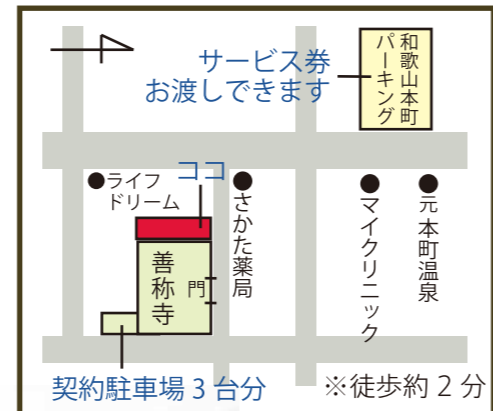 サービス券
お渡しできます
和歌山本町
パーキング
ココ
●ライフ
ドリーム
●さかた薬局
●マイクリニック
●元本町温泉
善称寺
門
契約駐車場 3 台分
※徒歩約 2 分